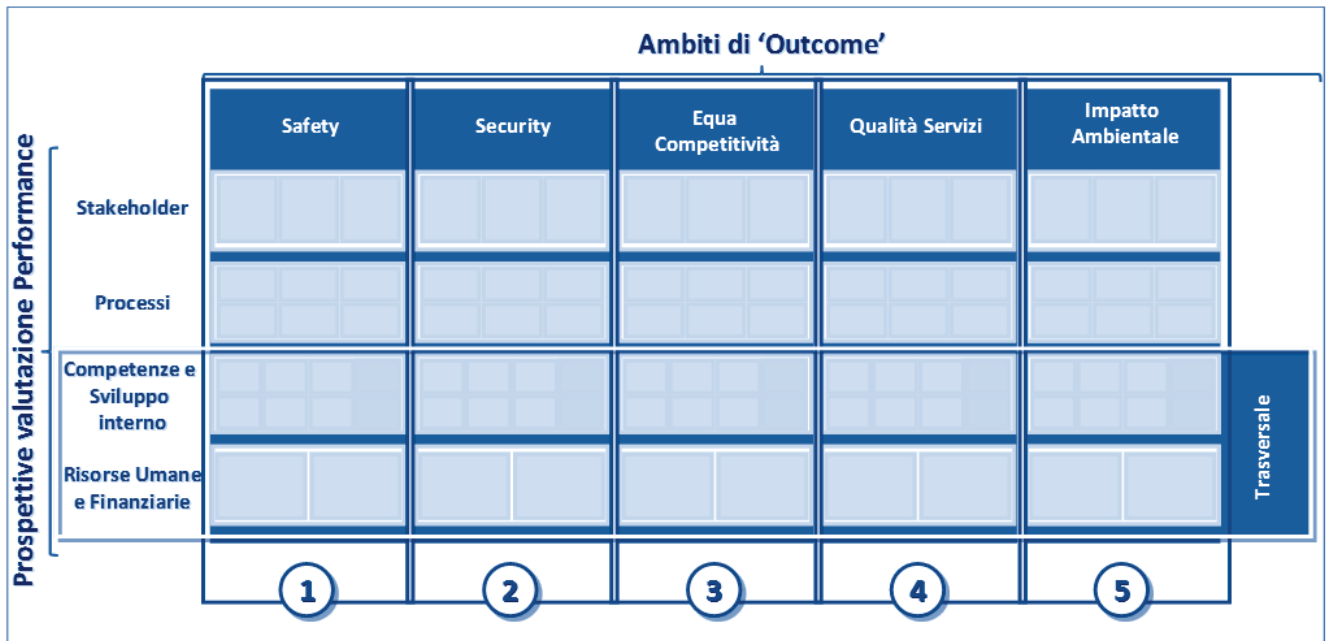 Ambiti di ‘Outcome’
Safety
Security
Equa
Competitività
Qualità Servizi
Impatto
Ambientale
Prospettive valutazione Performance
Stakeholder
Processi
Competenze e
Sviluppo
interno
Risorse Umane
e Finanziarie
Trasversale
1
2
3
4
5